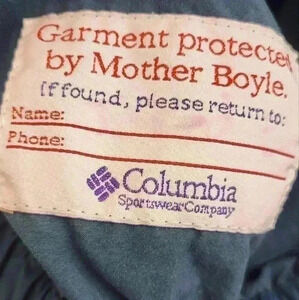 Garment protected
by Mother Boyle.
If found, please return to:
Name:
Phone:
Columbia
Sportswear Company